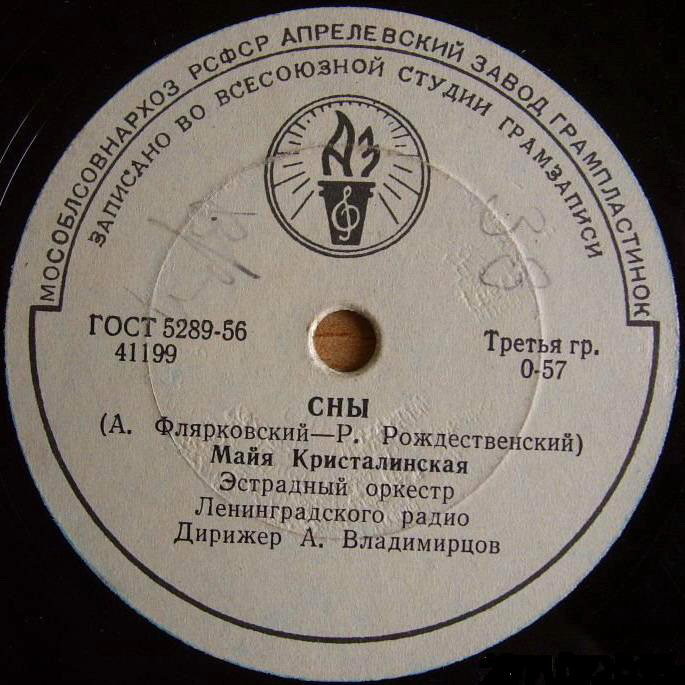 МОСОБЛСОВНАРХОЗ РСФСР АПРЕЛЕВСКИЙ ЗАВОД ГРАМПЛАСТИНОК
ЗАПИСАНО ВО ВСЕСОЮЗНОЙ СТУДИИ ГРАМЗАПИСИ
АЗ
ГОСТ 5289-56
41199
Третья гр.
0-57
СНЫ
(А. Флярковский—Р. Рождественский)
Майя Кристалинская
Эстрадный оркестр
Ленинградского радио
Дирижер А. Владимирцов